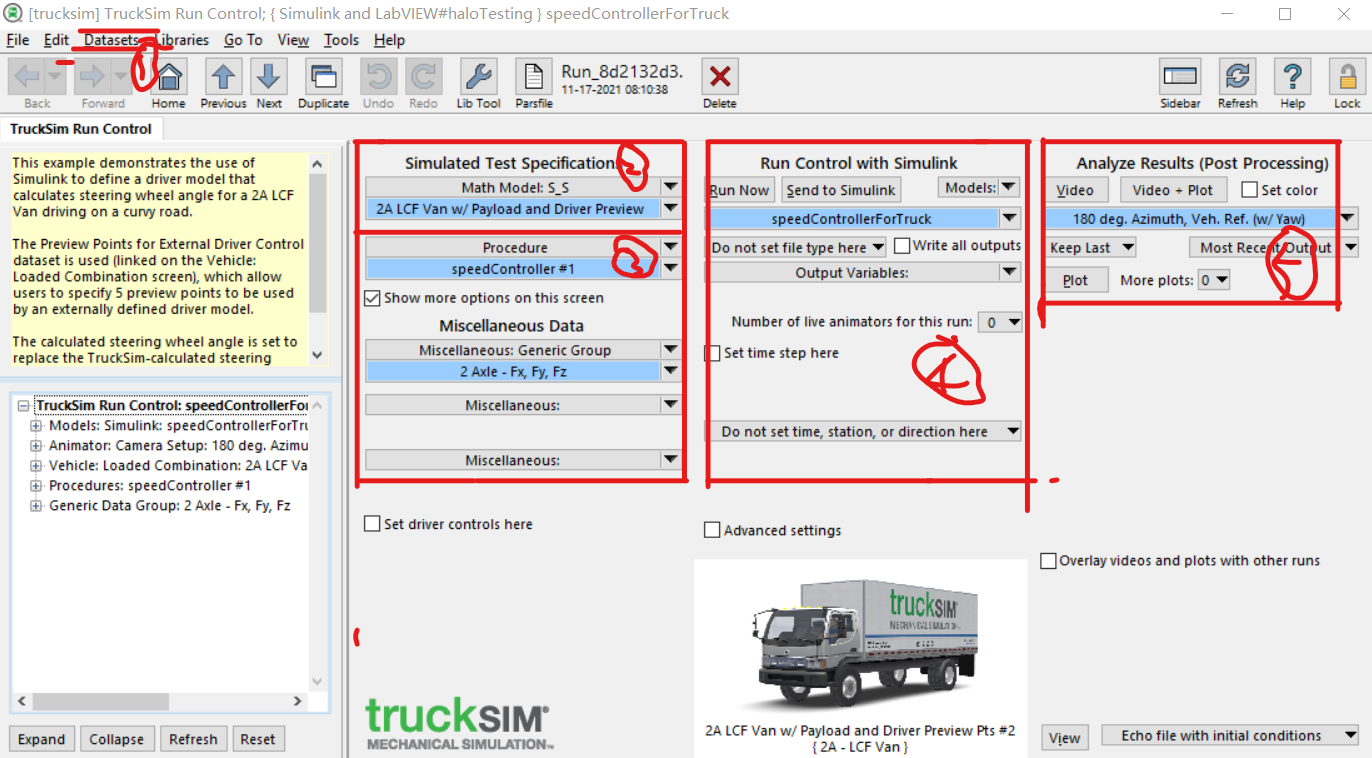 [trucksim] TruckSim Run Control; { Simulink and LabVIEW#haloTesting } speedControllerForTruck
File Edit Datasets Libraries Go To View Tools Help
Run_8d2132d3.
11-17-2021 08:10:38
Back Forward Home Previous Next Duplicate Undo Redo Lib Tool Parsfile Delete Sidebar Refresh Help Lock
TruckSim Run Control
This example demonstrates the use of
Simulink to define a driver model that
calculates steering wheel angle for a 2A LCF
Van driving on a curvy road.
The Preview Points for External Driver Control
dataset is used (linked on the Vehicle:
Loaded Combination screen), which allow
users to specify 5 preview points to be used
by an externally defined driver model.
The calculated steering wheel angle is set to
replace the TruckSim-calculated steering
TruckSim Run Control: speedControllerFor
Models: Simulink: speedControllerForTru
Animator: Camera Setup: 180 deg. Azimu
Vehicle: Loaded Combination: 2A LCF Va
Procedures: speedController #1
Generic Data Group: 2 Axle - Fx, Fy, Fz
Expand Collapse Refresh Reset
Simulated Test Specifications
Math Model: S_S
2A LCF Van w/ Payload and Driver Preview
Procedure
speedController #1
Show more options on this screen
Miscellaneous Data
Miscellaneous: Generic Group
2 Axle - Fx, Fy, Fz
Miscellaneous:
Miscellaneous:
Set driver controls here
truckSIM
MECHANICAL SIMULATION
Run Control with Simulink
Run Now Send to Simulink Models:
speedControllerForTruck
Do not set file type here Write all outputs
Output Variables:
Number of live animators for this run: 0
Set time step here
Do not set time, station, or direction here
Advanced settings
truckSIM
MECHANICAL SIMULATION
2A LCF Van w/ Payload and Driver Preview Pts #2
{ 2A - LCF Van }
Analyze Results (Post Processing)
Video Video + Plot Set color
180 deg. Azimuth, Veh. Ref. (w/ Yaw)
Keep Last Most Recent Output
Plot More plots: 0
Overlay videos and plots with other runs
View Echo file with initial conditions
1
2
3